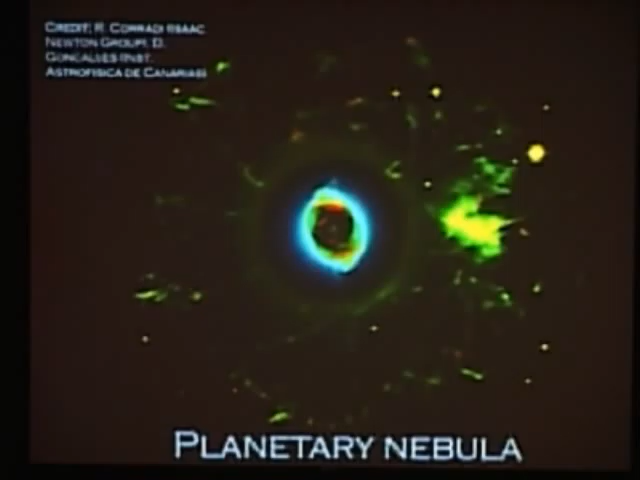 CREDIT: R. CORRADI (ISAAC
NEWTON GROUP), D.
GONCALVES (INST.
ASTROFISICA DE CANARIAS)
PLANETARY NEBULA